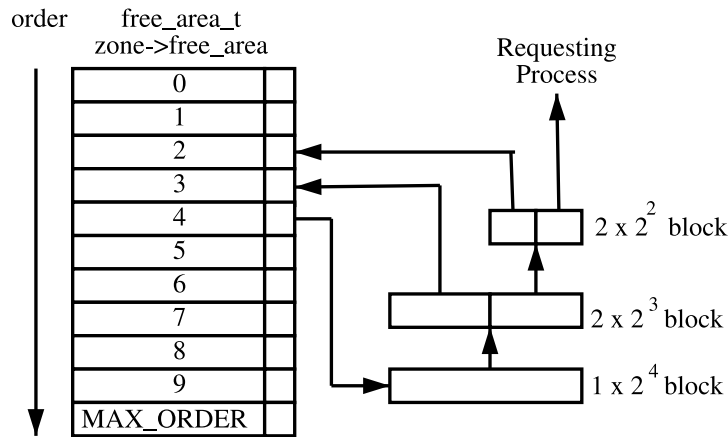 order
free_area_t
zone->free_area
Requesting
Process
0
1
2
3
4
5
6
7
8
9
MAX_ORDER
2 x 2^2 block
2 x 2^3 block
1 x 2^4 block